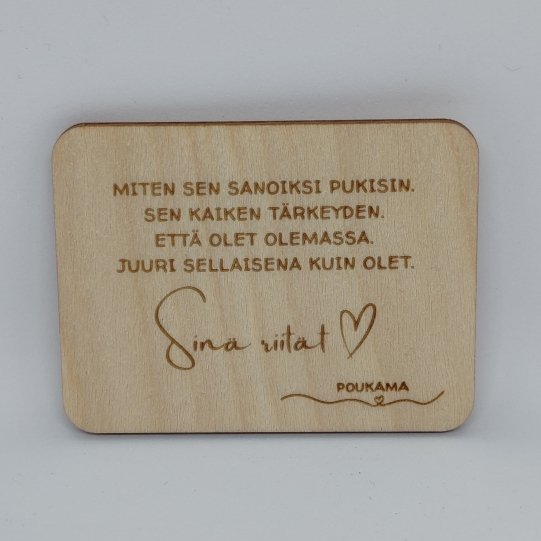 MITEN SEN SANOIKSI PUKISIN.
SEN KAIKEN TÄRKEYDEN.
ETTÄ OLET OLEMASSA.
JUURI SELLAISENA KUIN OLET.
Sinä riität
POUKAMA